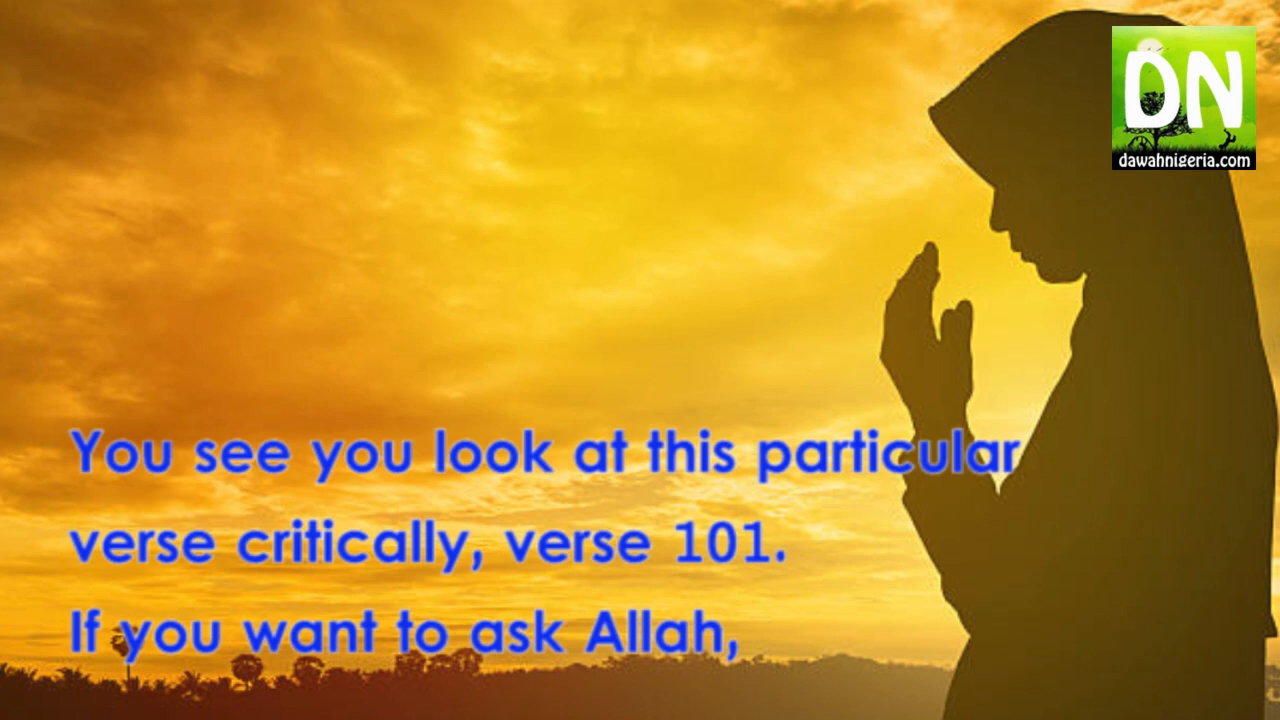 DN
dawahnigeria.com
You see you look at this particular
verse critically, verse 101.
If you want to ask Allah,